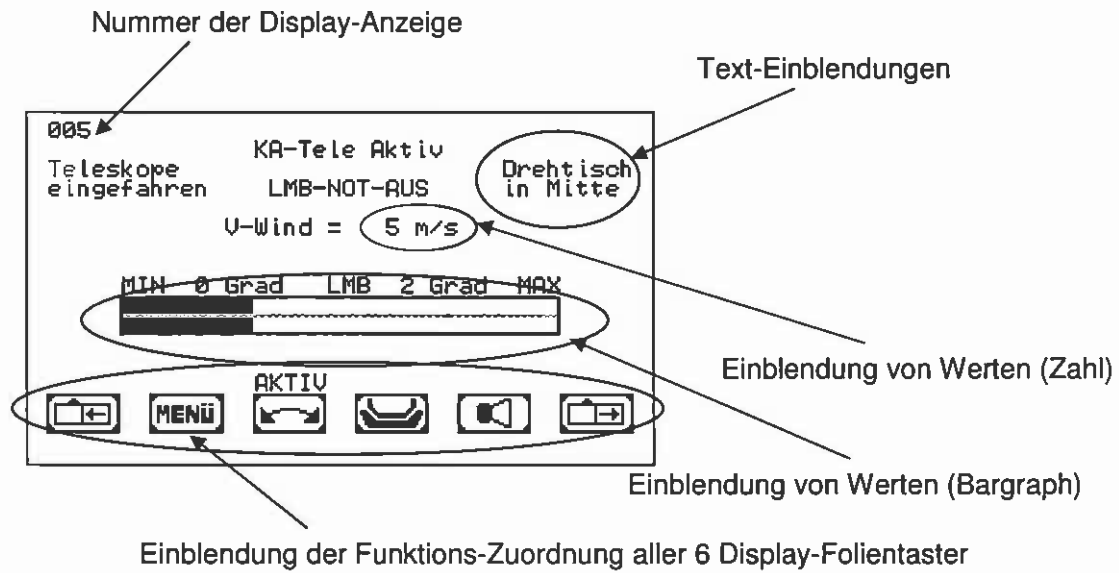 Nummer der Display-Anzeige
Text-Einblendungen
005
KA-Tele Aktiv
Teleskope
eingefahren
LMB-NOT-AUS
Drehtisch
in Mitte
V-Wind = 5 m/s
MIN 0 Grad LMB 2 Grad MAX
Einblendung von Werten (Zahl)
AKTIV
MENü
Einblendung von Werten (Bargraph)
Einblendung der Funktions-Zuordnung aller 6 Display-Folientaster